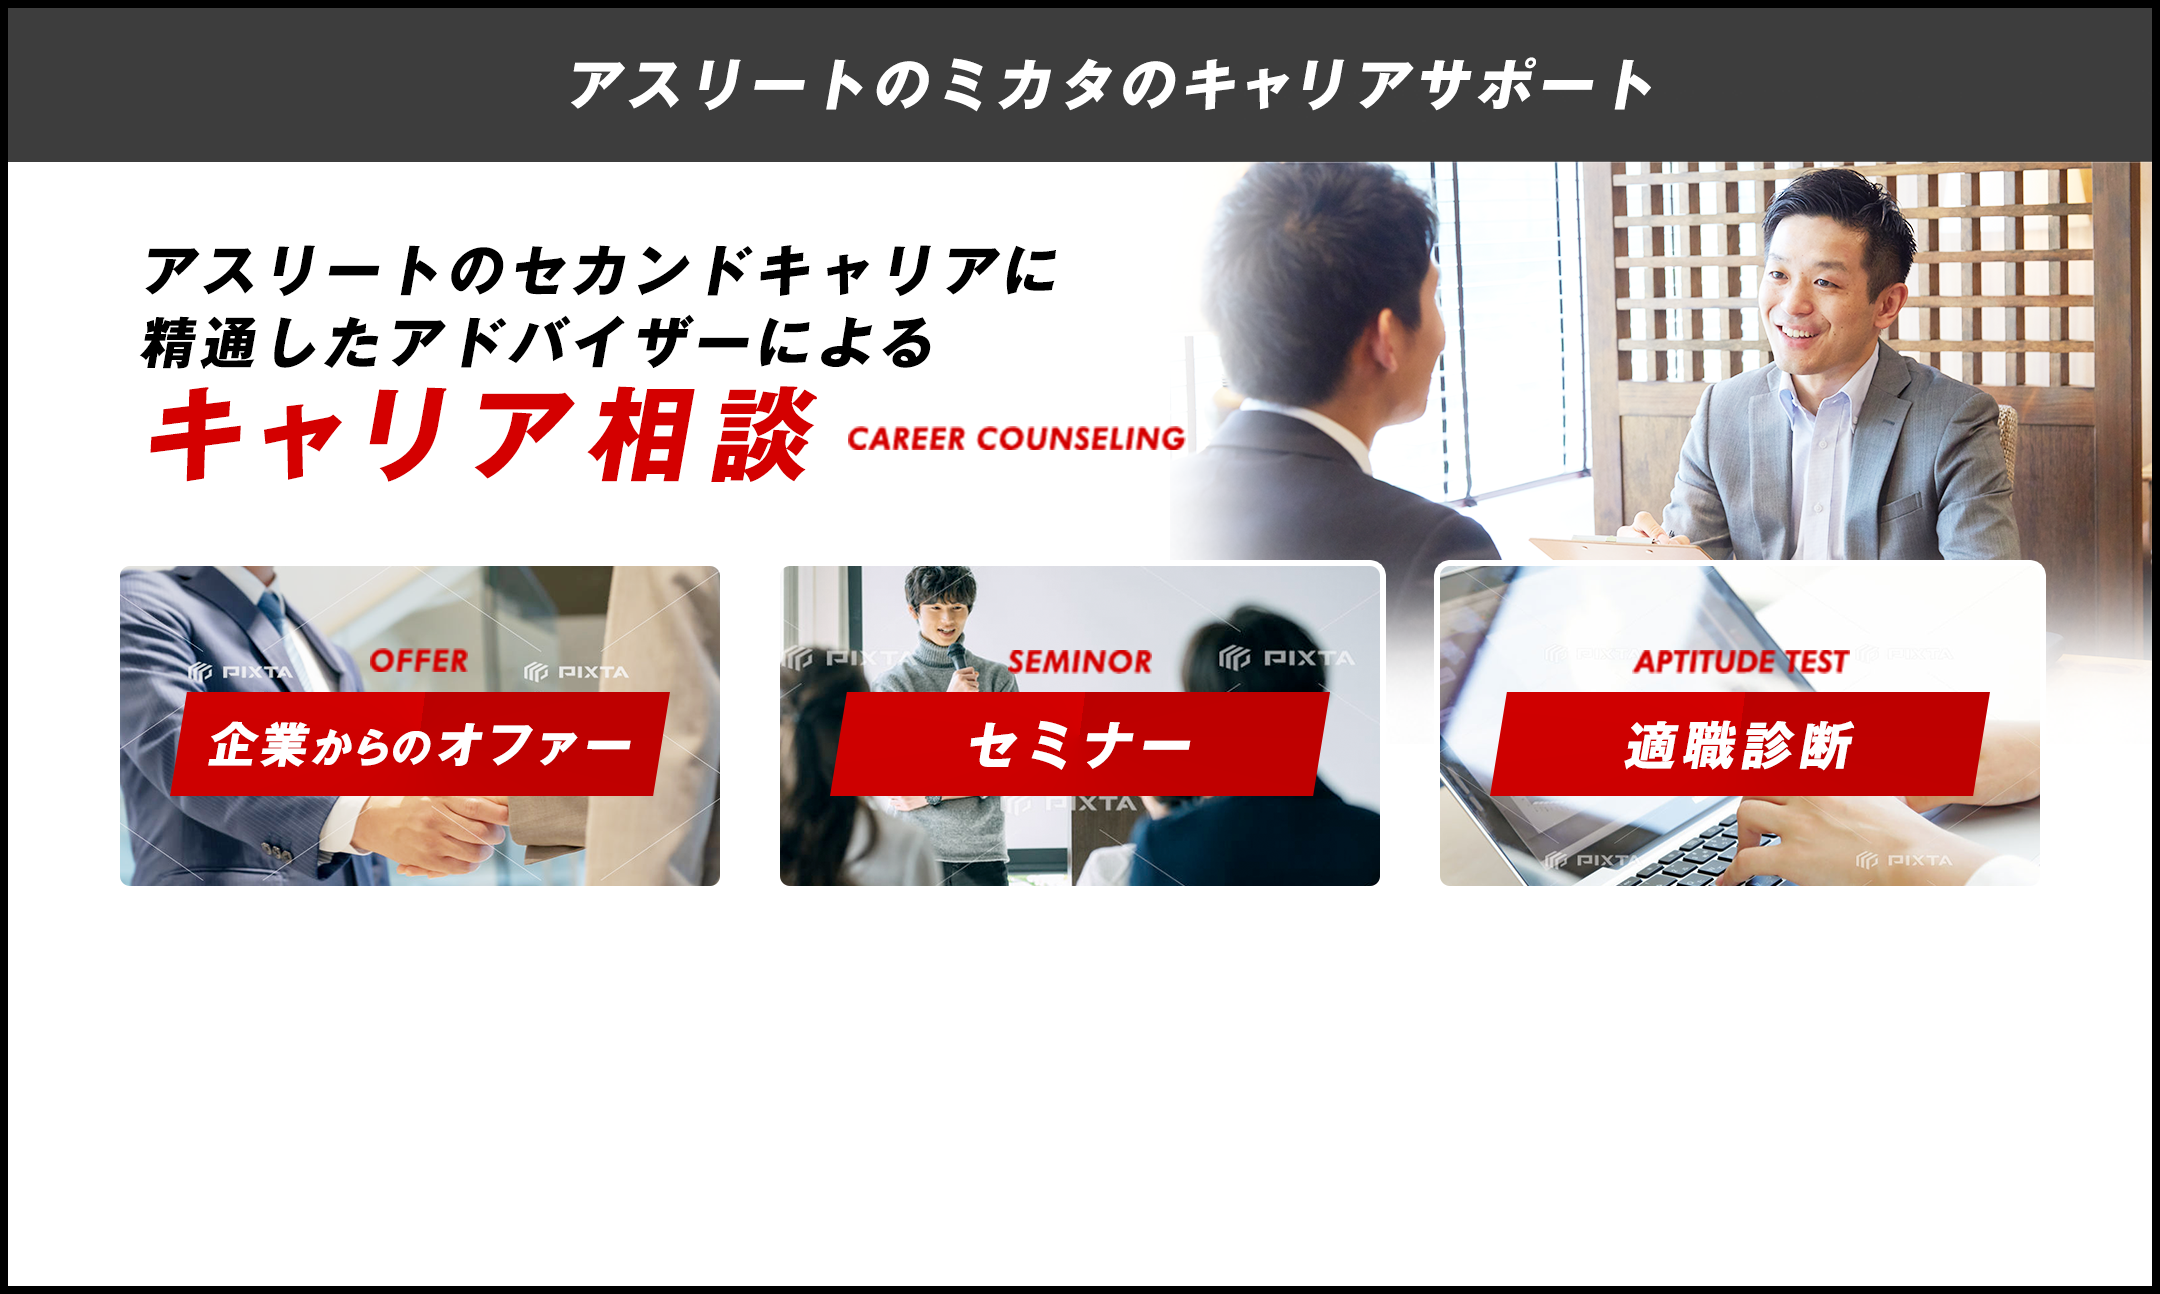 アスリートのミカタのキャリアサポート
アスリートのセカンドキャリアに
精通したアドバイザーによる
キャリア相談 CAREER COUNSELING
OFFER
PIXTA PIXTA
企業からのオファー
SEMINOR
PIXTA PIXTA
セミナー
PIXTA
APTITUDE TEST
PIXTA PIXTA
適職診断
PIXTA PIXTA